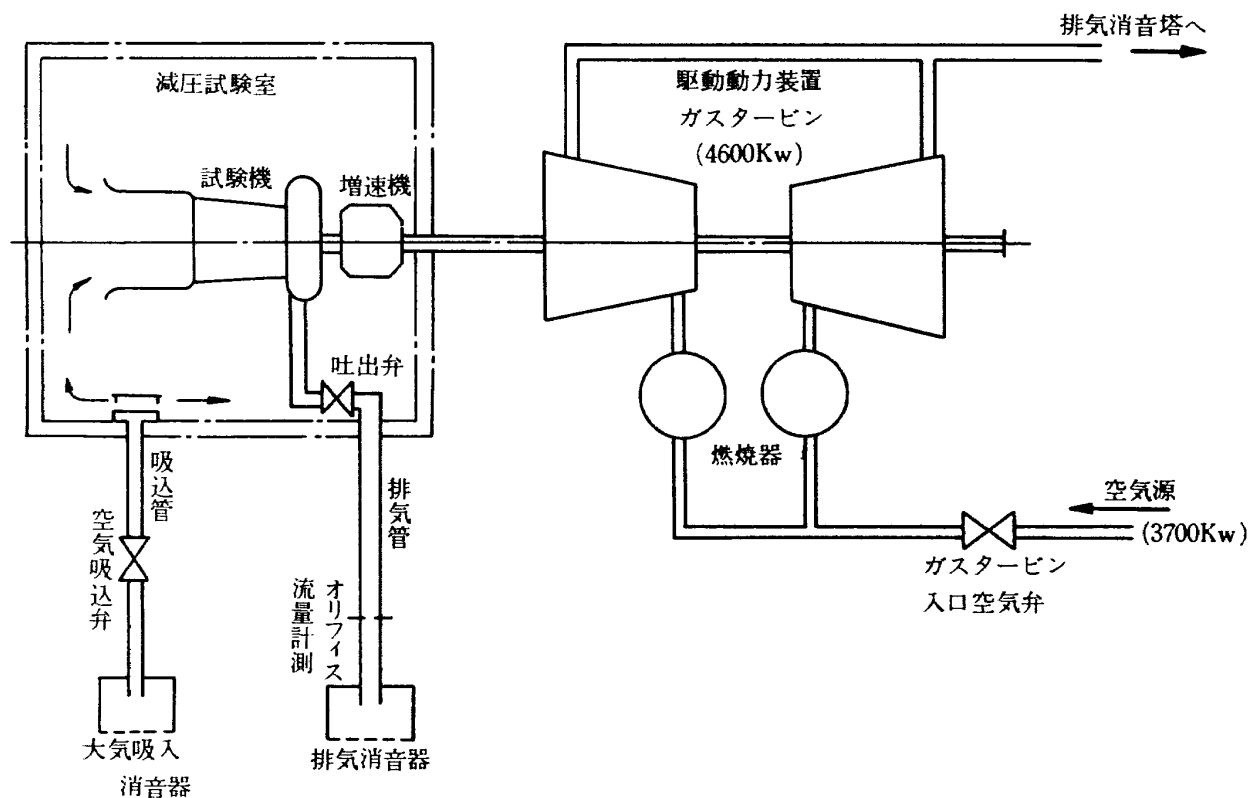 排気消音塔へ
減圧試験室
駆動動力装置
ガスタービン
(4600Kw)
試験機
増速機
吐出弁
燃焼器
吸込管
空気吸込弁
排気管
オリフィス
流量計測
空気源
(3700Kw)
ガスタービン
入口空気弁
大気吸入
消音器
排気消音器